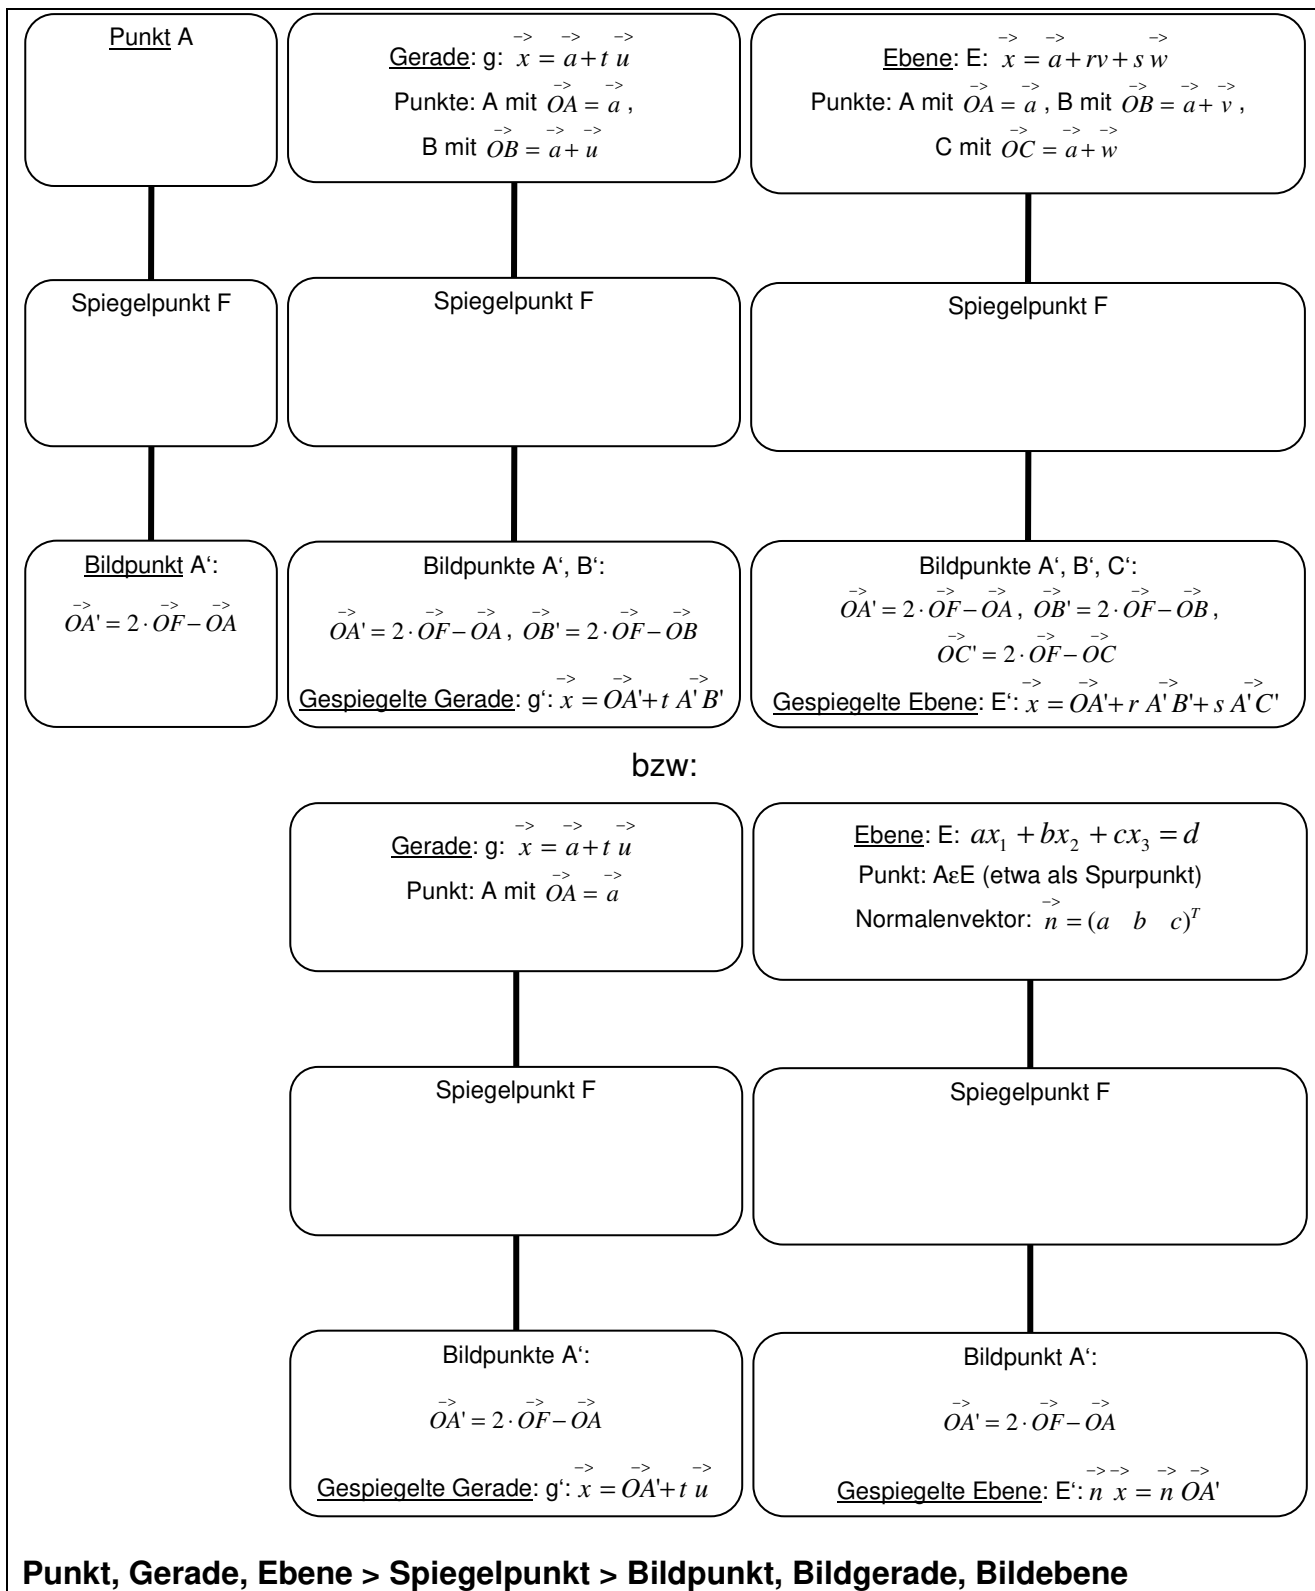 Punkt A
Gerade: g: x⃗ = a⃗ + t u⃗
Punkte: A mit OA⃗ = a⃗ ,
B mit OB⃗ = a⃗ + u⃗
Ebene: E: x⃗ = a⃗ + rv + s w⃗
Punkte: A mit OA⃗ = a⃗ , B mit OB⃗ = a⃗ + v⃗ ,
C mit OC⃗ = a⃗ + w⃗
Spiegelpunkt F
Spiegelpunkt F
Spiegelpunkt F
Bildpunkt A‘:
OA'⃗ = 2 · OF⃗ − OA⃗
Bildpunkte A‘, B‘:
OA'⃗ = 2 · OF⃗ − OA⃗ , OB'⃗ = 2 · OF⃗ − OB⃗
Gespiegelte Gerade: g‘: x⃗ = OA'⃗ + t A'B'⃗
Bildpunkte A‘, B‘, C‘:
OA'⃗ = 2 · OF⃗ − OA⃗ , OB'⃗ = 2 · OF⃗ − OB⃗ ,
OC'⃗ = 2 · OF⃗ − OC⃗
Gespiegelte Ebene: E‘: x⃗ = OA'⃗ + r A'B'⃗ + s A'C'⃗
bzw:
Gerade: g: x⃗ = a⃗ + t u⃗
Punkt: A mit OA⃗ = a⃗
Ebene: E: ax₁ + bx₂ + cx₃ = d
Punkt: AεE (etwa als Spurpunkt)
Normalenvektor: n⃗ = (a b c)ᵀ
Spiegelpunkt F
Spiegelpunkt F
Bildpunkte A‘:
OA'⃗ = 2 · OF⃗ − OA⃗
Gespiegelte Gerade: g‘: x⃗ = OA'⃗ + t u⃗
Bildpunkt A‘:
OA'⃗ = 2 · OF⃗ − OA⃗
Gespiegelte Ebene: E‘: n⃗ x⃗ = n⃗ OA'⃗
Punkt, Gerade, Ebene > Spiegelpunkt > Bildpunkt, Bildgerade, Bildebene